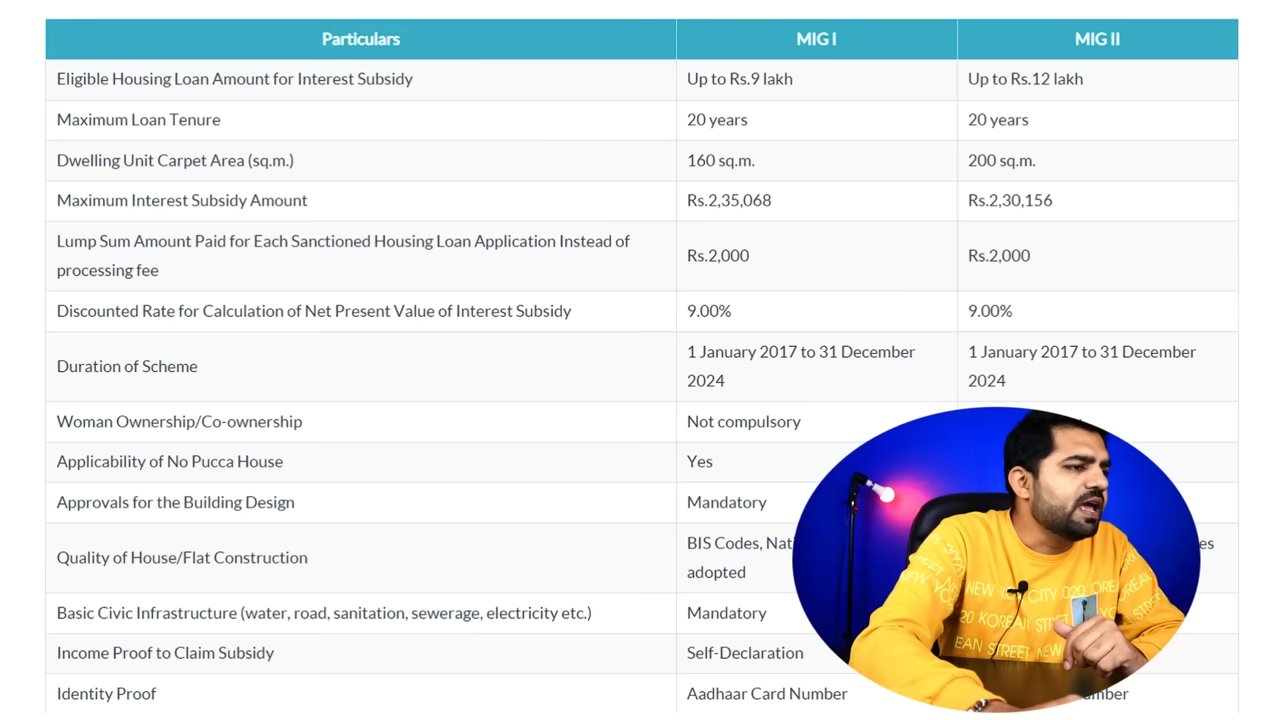 Particulars MIG I MIG II
Eligible Housing Loan Amount for Interest Subsidy Up to Rs.9 lakh Up to Rs.12 lakh
Maximum Loan Tenure 20 years 20 years
Dwelling Unit Carpet Area (sq.m.) 160 sq.m. 200 sq.m.
Maximum Interest Subsidy Amount Rs.2,35,068 Rs.2,30,156
Lump Sum Amount Paid for Each Sanctioned Housing Loan Application Instead of
processing fee Rs.2,000 Rs.2,000
Discounted Rate for Calculation of Net Present Value of Interest Subsidy 9.00% 9.00%
Duration of Scheme 1 January 2017 to 31 December 1 January 2017 to 31 December
2024 2024
Woman Ownership/Co-ownership Not compulsory
Applicability of No Pucca House Yes
Approvals for the Building Design Mandatory
Quality of House/Flat Construction BIS Codes,
adopted
Basic Civic Infrastructure (water, road, sanitation, sewerage, electricity etc.) Mandatory
Income Proof to Claim Subsidy Self-Declaration
Identity Proof Aadhaar Card Number
NEW YORK CITY
KOREAN STREET
STREET NEW